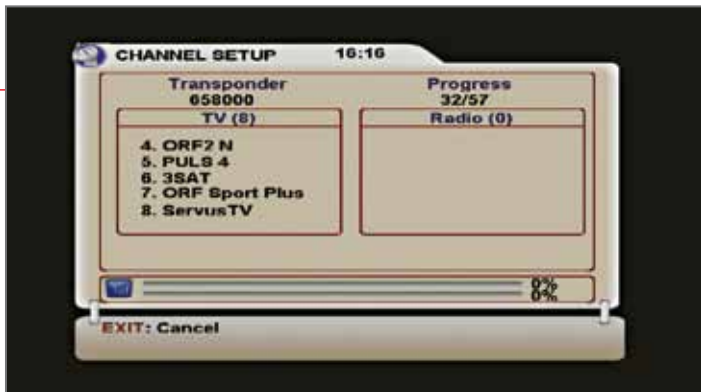 CHANNEL SETUP 16:16
Transponder
658000
Progress
32/57
TV (8)
4. ORF2 N
5. PULS 4
6. 3SAT
7. ORF Sport Plus
8. ServusTV
Radio (0)
0%
0%
EXIT: Cancel